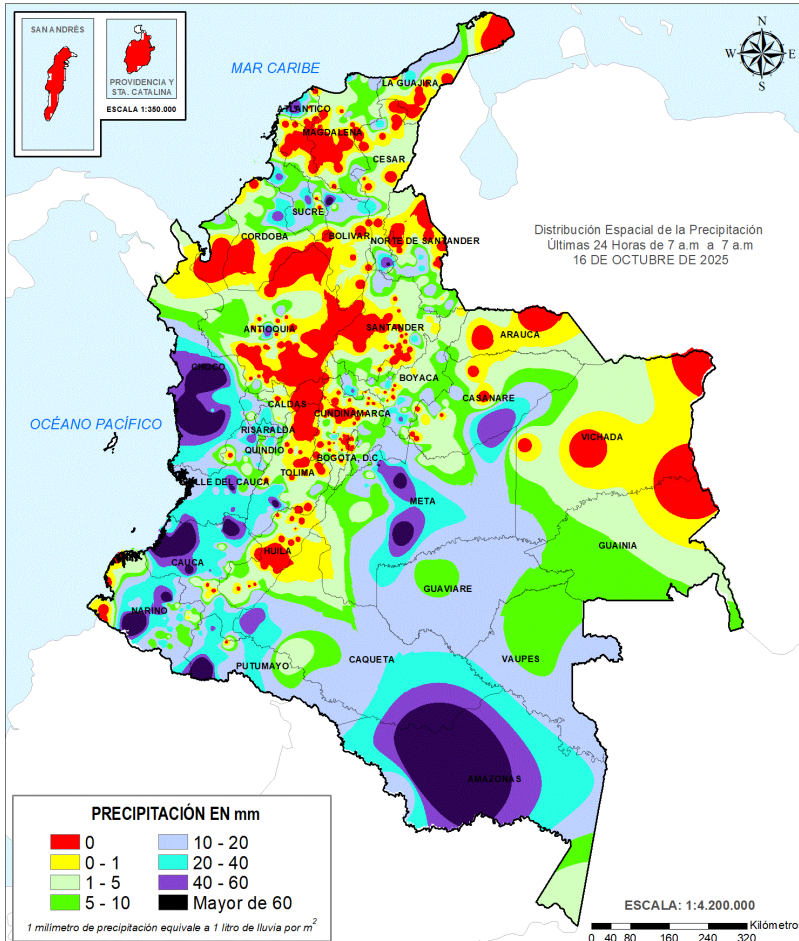 SAN ANDRÉS
PROVIDENCIA Y
STA. CATALINA
ESCALA 1:350.000
N
W E
S
MAR CARIBE
LA GUAJIRA
ATLANTICO
MAGDALENA
CESAR
SUCRE
CORDOBA
BOLIVAR
NORTE DE SANTANDER
Distribución Espacial de la Precipitación
Últimas 24 Horas de 7 a.m a 7 a.m
16 DE OCTUBRE DE 2025
ANTIOQUIA
SANTANDER
ARAUCA
CHOCO
BOYACA
CASANARE
CALDAS
CUNDINAMARCA
OCÉANO PACÍFICO
RISARALDA
VICHADA
QUINDIO
BOGOTA, D.C
TOLIMA
VALLE DEL CAUCA
META
GUAINIA
HUILA
CAUCA
GUAVIARE
NARIÑO
PUTUMAYO
CAQUETA
VAUPES
AMAZONAS
PRECIPITACIÓN EN mm
0
0 - 1
1 - 5
5 - 10
10 - 20
20 - 40
40 - 60
Mayor de 60
1 milímetro de precipitación equivale a 1 litro de lluvia por m²
ESCALA: 1:4.200.000
Kilómetro
0 40 80 160 240 320